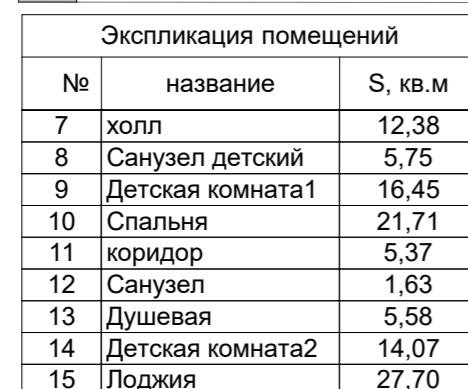 Экспликация помещений
№ название S, кв.м
7 холл 12,38
8 Санузел детский 5,75
9 Детская комната1 16,45
10 Спальня 21,71
11 коридор 5,37
12 Санузел 1,63
13 Душевая 5,58
14 Детская комната2 14,07
15 Лоджия 27,70